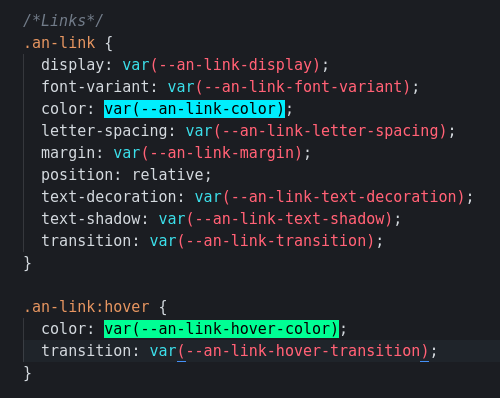 /*Links*/
.an-link {
display: var(--an-link-display);
font-variant: var(--an-link-font-variant);
color: var(--an-link-color);
letter-spacing: var(--an-link-letter-spacing);
margin: var(--an-link-margin);
position: relative;
text-decoration: var(--an-link-text-decoration);
text-shadow: var(--an-link-text-shadow);
transition: var(--an-link-transition);
}
.an-link:hover {
color: var(--an-link-hover-color);
transition: var(--an-link-hover-transition);
}